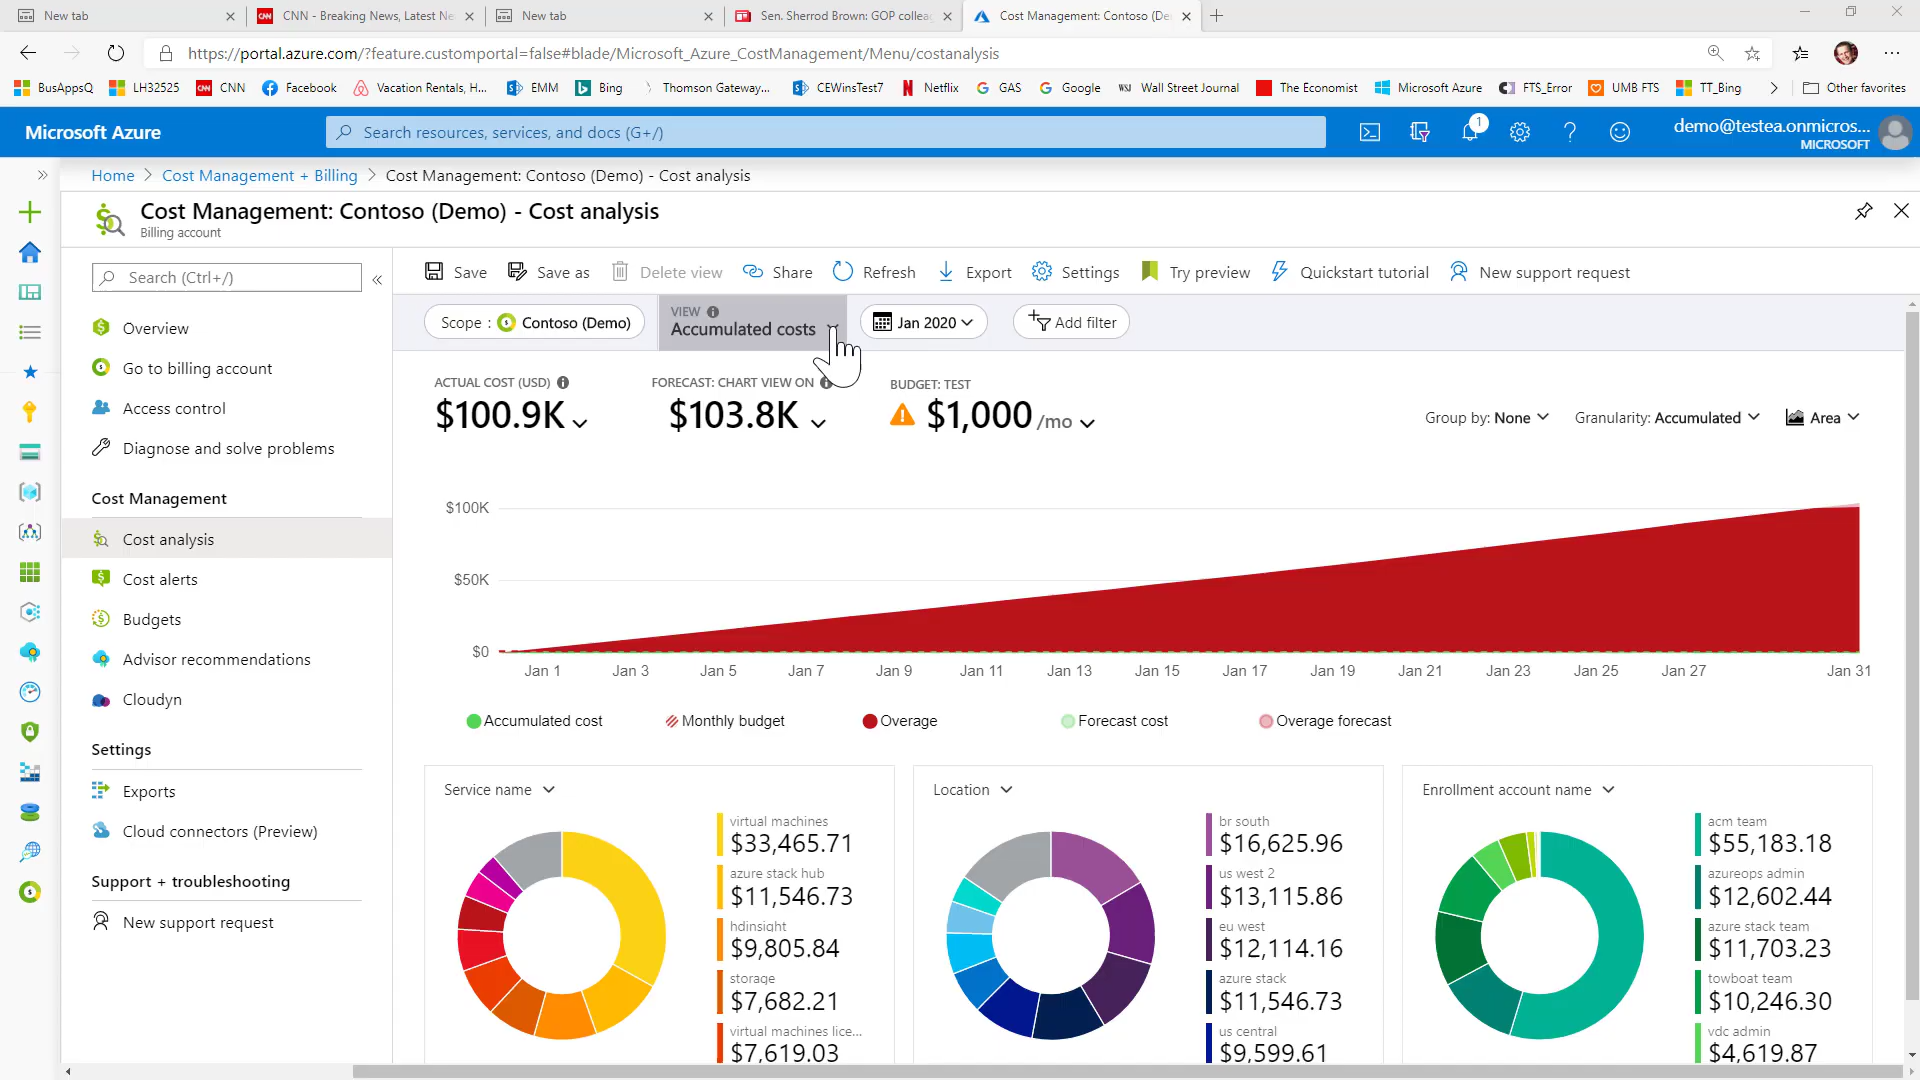 New tab
CNN - Breaking News, Latest Ne
New tab
Sen. Sherrod Brown: GOP collea
Cost Management: Contoso (De
https://portal.azure.com/?feature.customportal=false#blade/Microsoft_Azure_CostManagement/Menu/costanalysis
BusAppsQ
LH32525
CNN
Facebook
Vacation Rentals, H...
EMM
Bing
Thomson Gateway...
CEWinsTest7
Netflix
GAS
Google
WSJ Wall Street Journal
The Economist
Microsoft Azure
FTS_Error
UMB FTS
TT_Bing
Other favorites
Microsoft Azure
Search resources, services, and docs (G+/)
1
demo@testea.onmicros...
MICROSOFT
Home > Cost Management + Billing > Cost Management: Contoso (Demo) - Cost analysis
Cost Management: Contoso (Demo) - Cost analysis
Billing account
Search (Ctrl+/)
Overview
Go to billing account
Access control
Diagnose and solve problems
Cost Management
Cost analysis
Cost alerts
Budgets
Advisor recommendations
Cloudyn
Settings
Exports
Cloud connectors (Preview)
Support + troubleshooting
New support request
Save
Save as
Delete view
Share
Refresh
Export
Settings
Try preview
Quickstart tutorial
New support request
Scope : Contoso (Demo)
VIEW
Accumulated costs
Jan 2020
Add filter
ACTUAL COST (USD)
$100.9K
FORECAST: CHART VIEW ON
$103.8K
BUDGET: TEST
$1,000 /mo
Group by: None
Granularity: Accumulated
Area
$100K
$50K
$0
Jan 1
Jan 3
Jan 5
Jan 7
Jan 9
Jan 11
Jan 13
Jan 15
Jan 17
Jan 19
Jan 21
Jan 23
Jan 25
Jan 27
Jan 31
Accumulated cost
Monthly budget
Overage
Forecast cost
Overage forecast
Service name
virtual machines
$33,465.71
azure stack hub
$11,546.73
hdinsight
$9,805.84
storage
$7,682.21
virtual machines lice...
$7,619.03
Location
br south
$16,625.96
us west 2
$13,115.86
eu west
$12,114.16
azure stack
$11,546.73
us central
$9,599.61
Enrollment account name
acm team
$55,183.18
azureops admin
$12,602.44
azure stack team
$11,703.23
towboat team
$10,246.30
vdc admin
$4,619.87